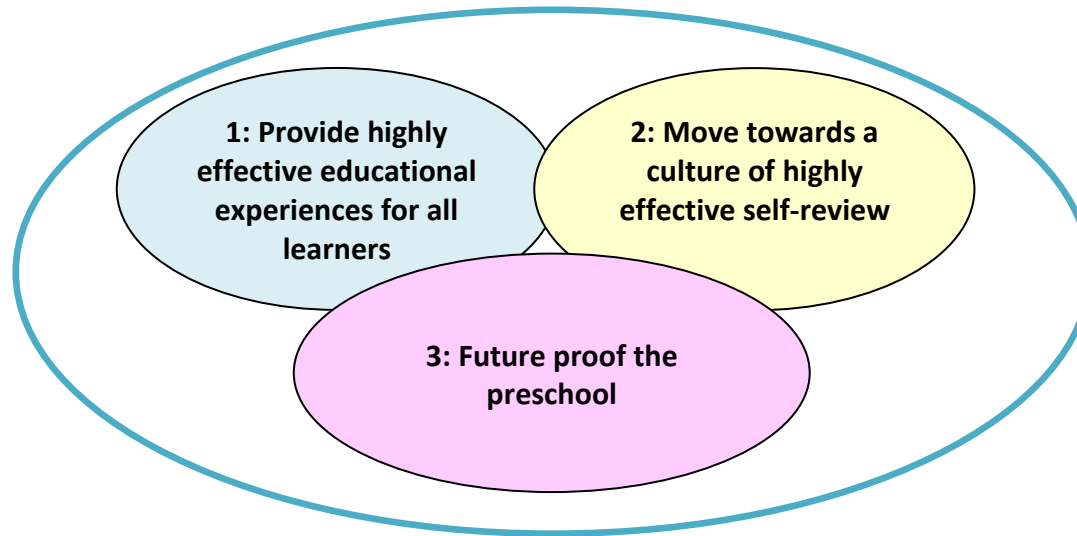 1: Provide highly
effective educational
experiences for all
learners
2: Move towards a
culture of highly
effective self-review
3: Future proof the
preschool